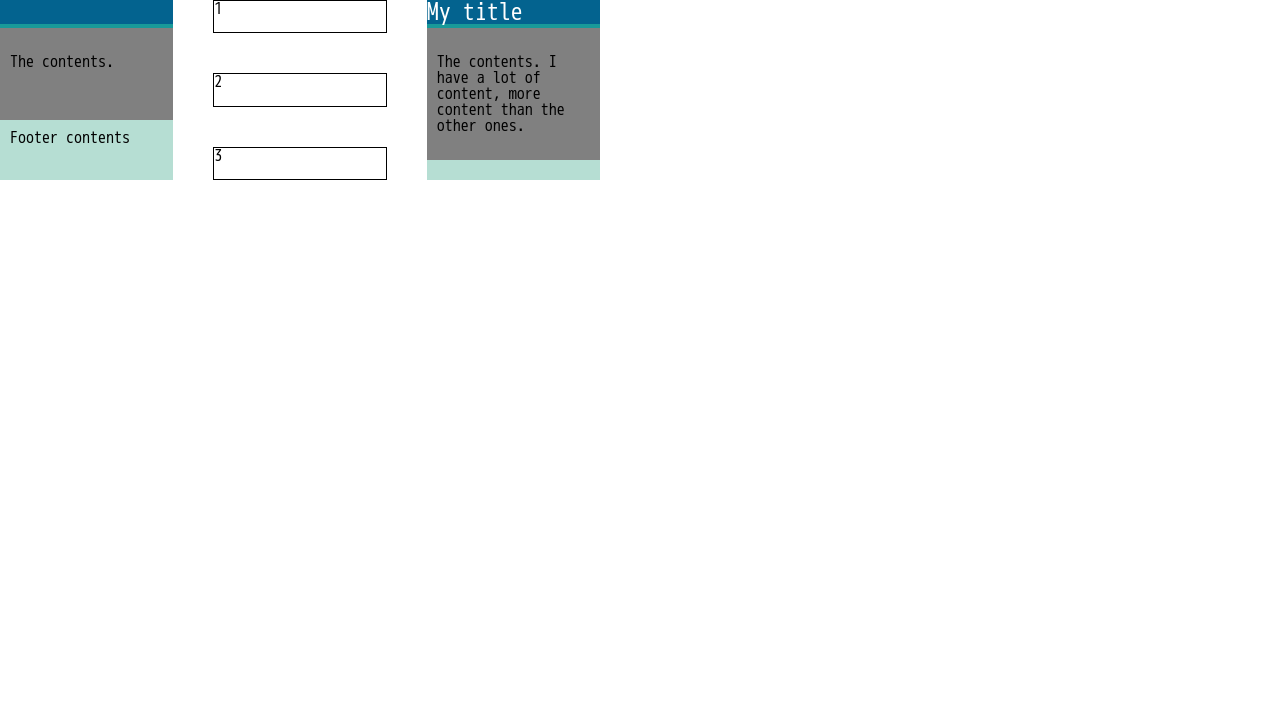 The contents.
Footer contents
1
2
3
My title
The contents. I
have a lot of
content, more
content than the
other ones.